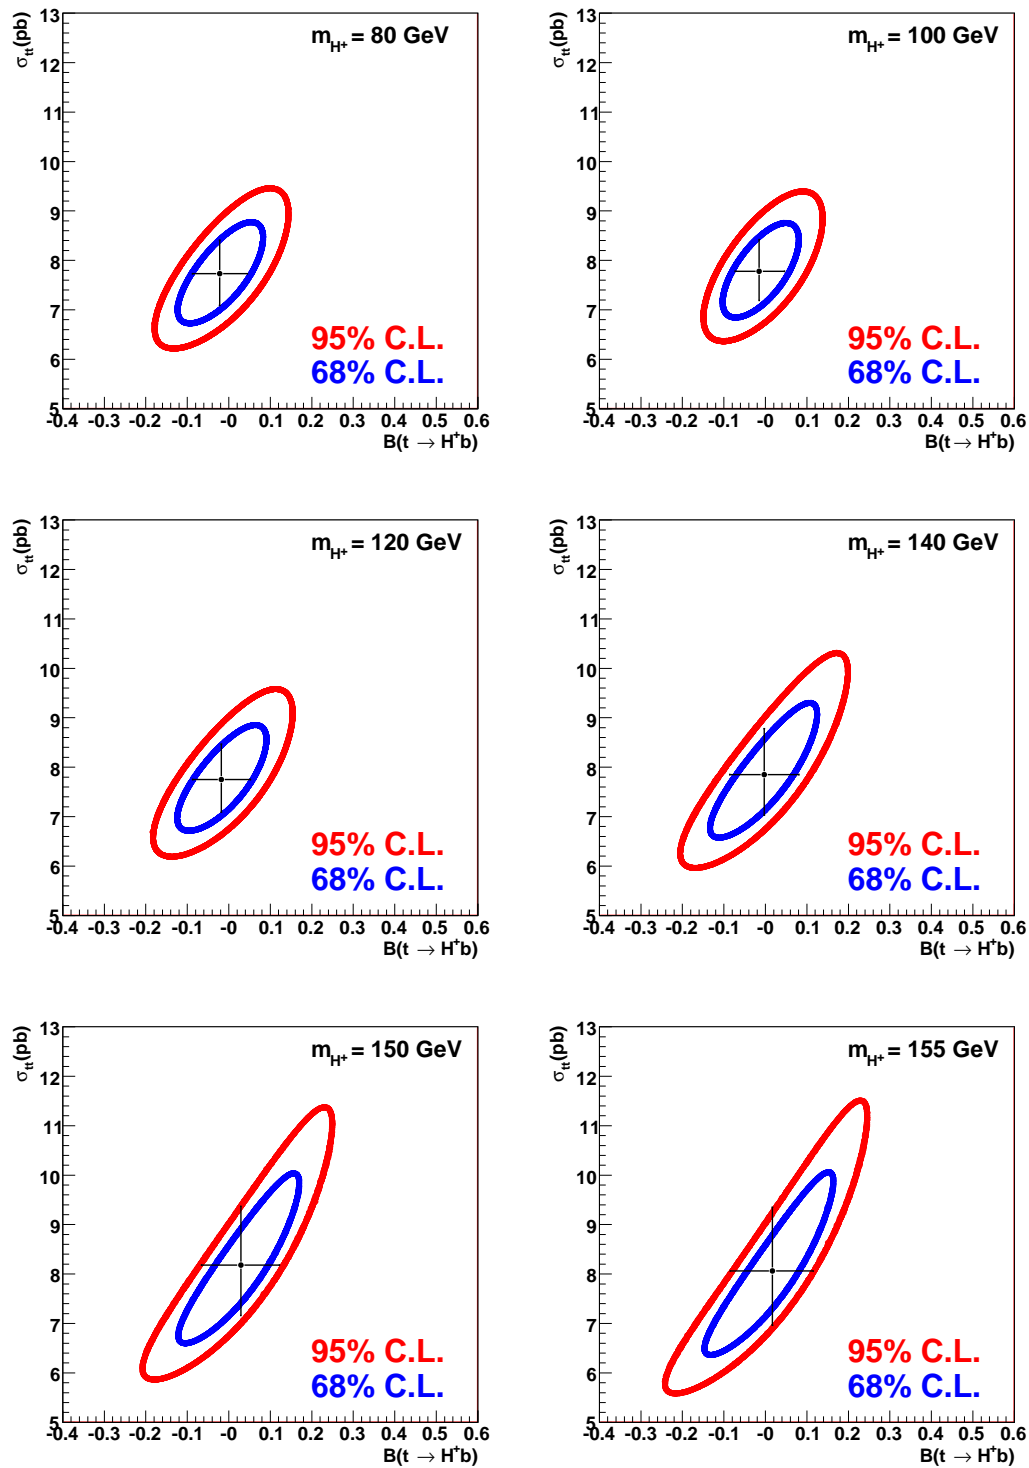 σtt(pb)
m_H+ = 80 GeV
13
12
11
10
9
8
7
6
5
95% C.L.
68% C.L.
-0.4 -0.3 -0.2 -0.1 -0 0.1 0.2 0.3 0.4 0.5 0.6
B(t → H⁺b)
σtt(pb)
m_H+ = 100 GeV
13
12
11
10
9
8
7
6
5
95% C.L.
68% C.L.
-0.4 -0.3 -0.2 -0.1 -0 0.1 0.2 0.3 0.4 0.5 0.6
B(t → H⁺b)
σtt(pb)
m_H+ = 120 GeV
13
12
11
10
9
8
7
6
5
95% C.L.
68% C.L.
-0.4 -0.3 -0.2 -0.1 -0 0.1 0.2 0.3 0.4 0.5 0.6
B(t → H⁺b)
σtt(pb)
m_H+ = 140 GeV
13
12
11
10
9
8
7
6
5
95% C.L.
68% C.L.
-0.4 -0.3 -0.2 -0.1 -0 0.1 0.2 0.3 0.4 0.5 0.6
B(t → H⁺b)
σtt(pb)
m_H+ = 150 GeV
13
12
11
10
9
8
7
6
5
95% C.L.
68% C.L.
-0.4 -0.3 -0.2 -0.1 -0 0.1 0.2 0.3 0.4 0.5 0.6
B(t → H⁺b)
σtt(pb)
m_H+ = 155 GeV
13
12
11
10
9
8
7
6
5
95% C.L.
68% C.L.
-0.4 -0.3 -0.2 -0.1 -0 0.1 0.2 0.3 0.4 0.5 0.6
B(t → H⁺b)